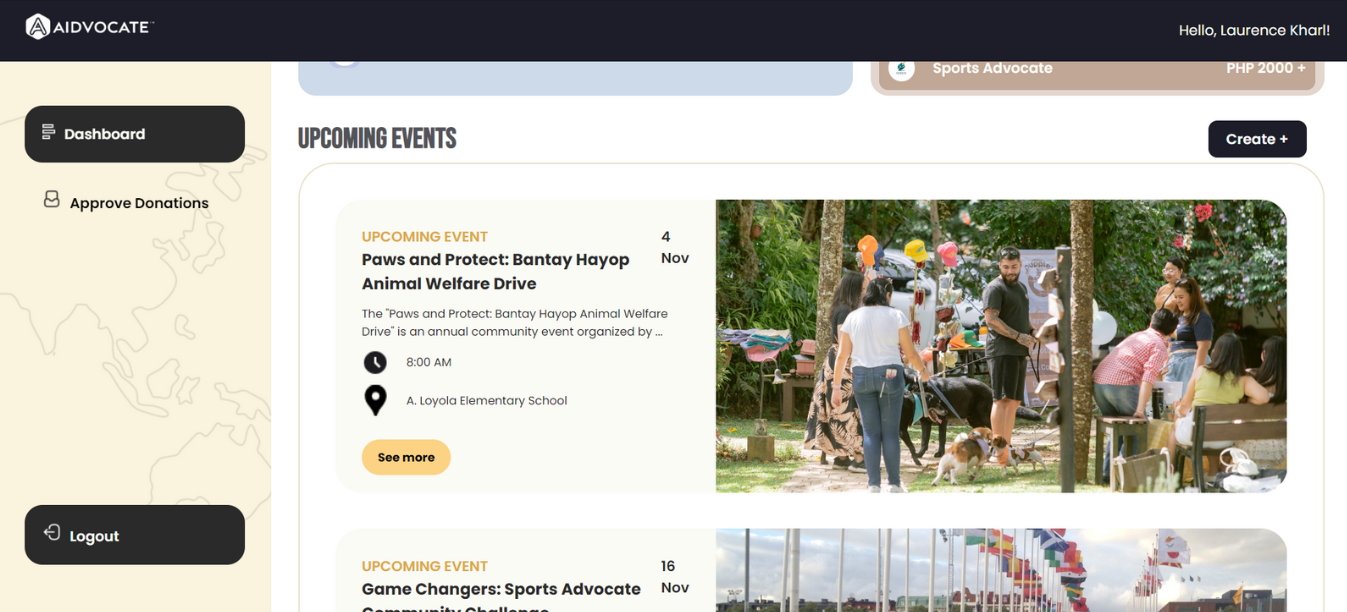 AIDVOCATE
Hello, Laurence Kharl!
Sports Advocate
PHP 2000 +
Dashboard
Approve Donations
Logout
UPCOMING EVENTS
Create +
UPCOMING EVENT
4
Nov
Paws and Protect: Bantay Hayop
Animal Welfare Drive
The "Paws and Protect: Bantay Hayop Animal Welfare
Drive" is an annual community event organized by ...
8:00 AM
A. Loyola Elementary School
See more
UPCOMING EVENT
16
Nov
Game Changers: Sports Advocate
Community Challenge